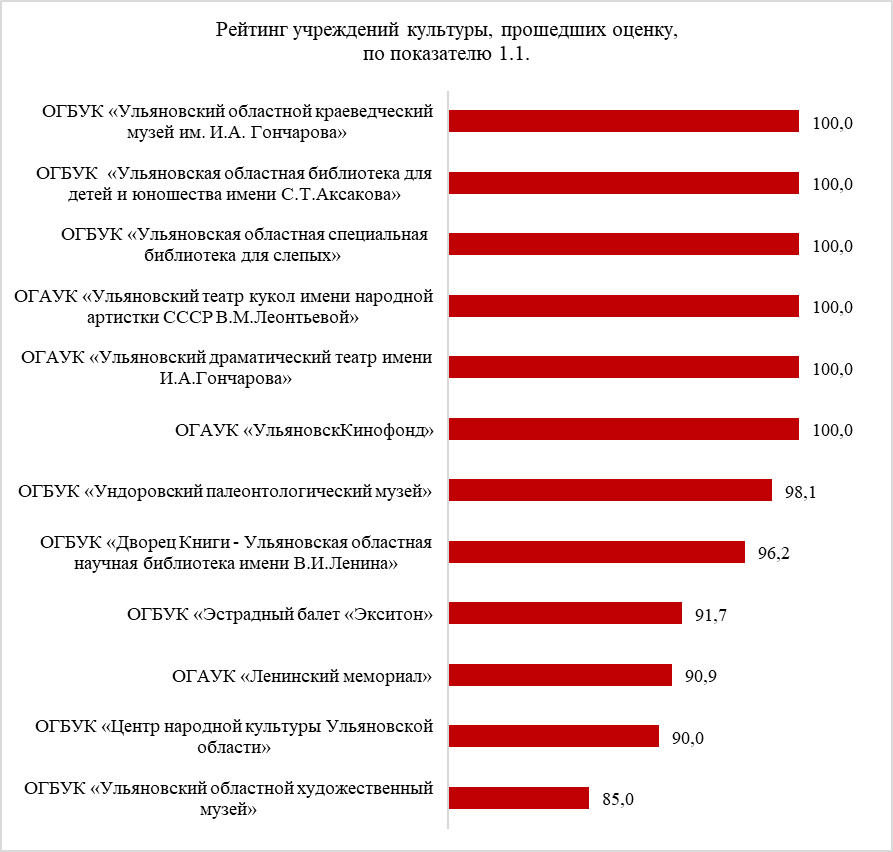 Рейтинг учреждений культуры, прошедших оценку,
по показателю 1.1.
ОГБУК «Ульяновский областной краеведческий
музей им. И.А. Гончарова»
100,0
ОГБУК «Ульяновская областная библиотека для
детей и юношества имени С.Т.Аксакова»
100,0
ОГБУК «Ульяновская областная специальная
библиотека для слепых»
100,0
ОГАУК «Ульяновский театр кукол имени народной
артистки СССР В.М.Леонтьевой»
100,0
ОГАУК «Ульяновский драматический театр имени
И.А.Гончарова»
100,0
ОГАУК «УльяновскКинофонд»
100,0
ОГБУК «Ундоровский палеонтологический музей»
98,1
ОГБУК «Дворец Книги - Ульяновская областная
научная библиотека имени В.И.Ленина»
96,2
ОГБУК «Эстрадный балет «Экситон»
91,7
ОГАУК «Ленинский мемориал»
90,9
ОГБУК «Центр народной культуры Ульяновской
области»
90,0
ОГБУК «Ульяновский областной художественный
музей»
85,0